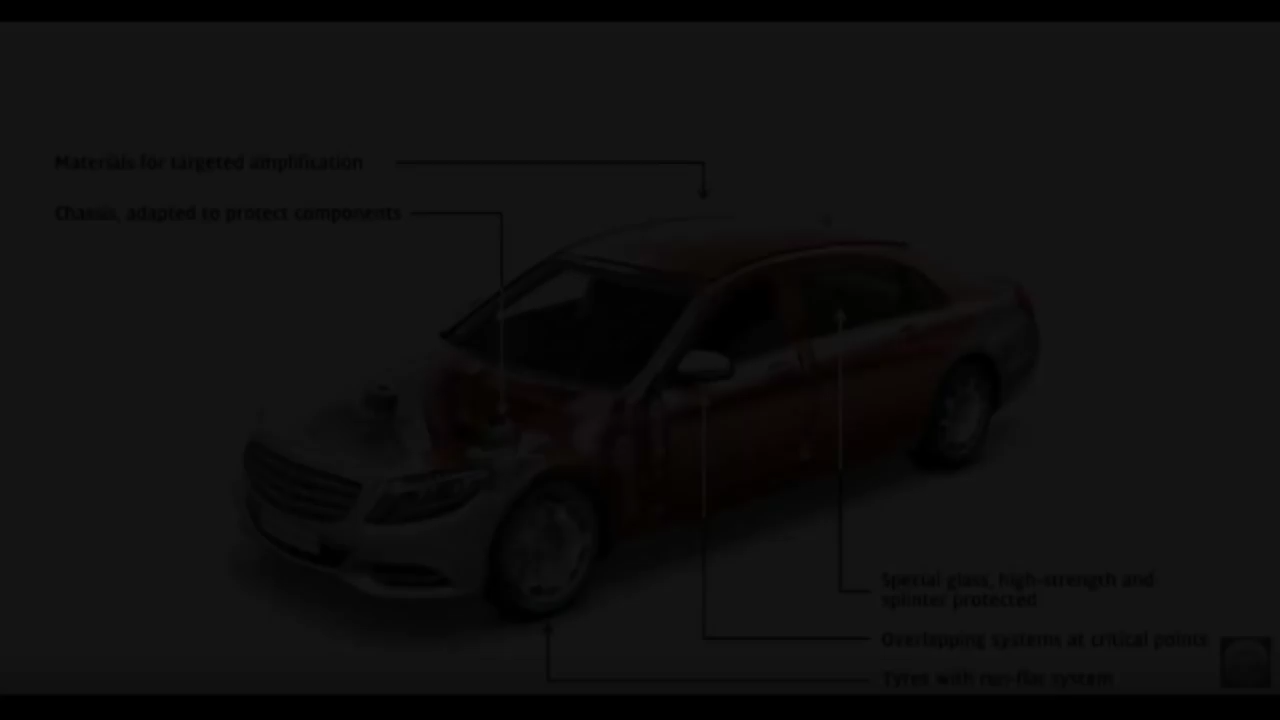 Materials for targeted amplification
Chassis, adapted to protect components
Special glass, high-strength and
splinter protected
Overlapping systems at critical points
Tyres with run-flat system